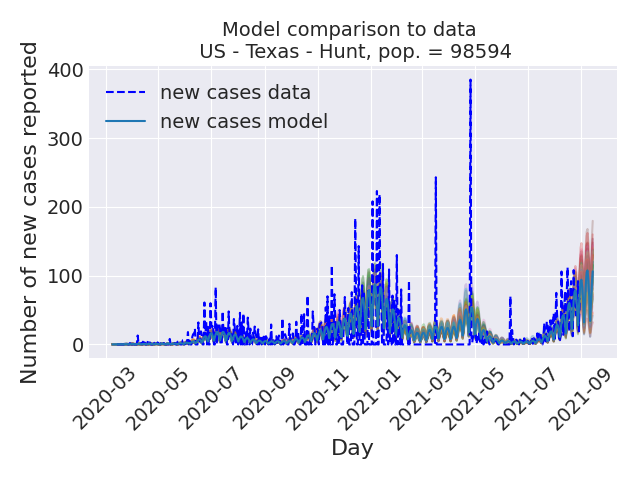 Model comparison to data
US - Texas - Hunt, pop. = 98594
Number of new cases reported
400
300
200
100
0
new cases data
new cases model
2020-03
2020-05
2020-07
2020-09
2020-11
2021-01
2021-03
2021-05
2021-07
2021-09
Day